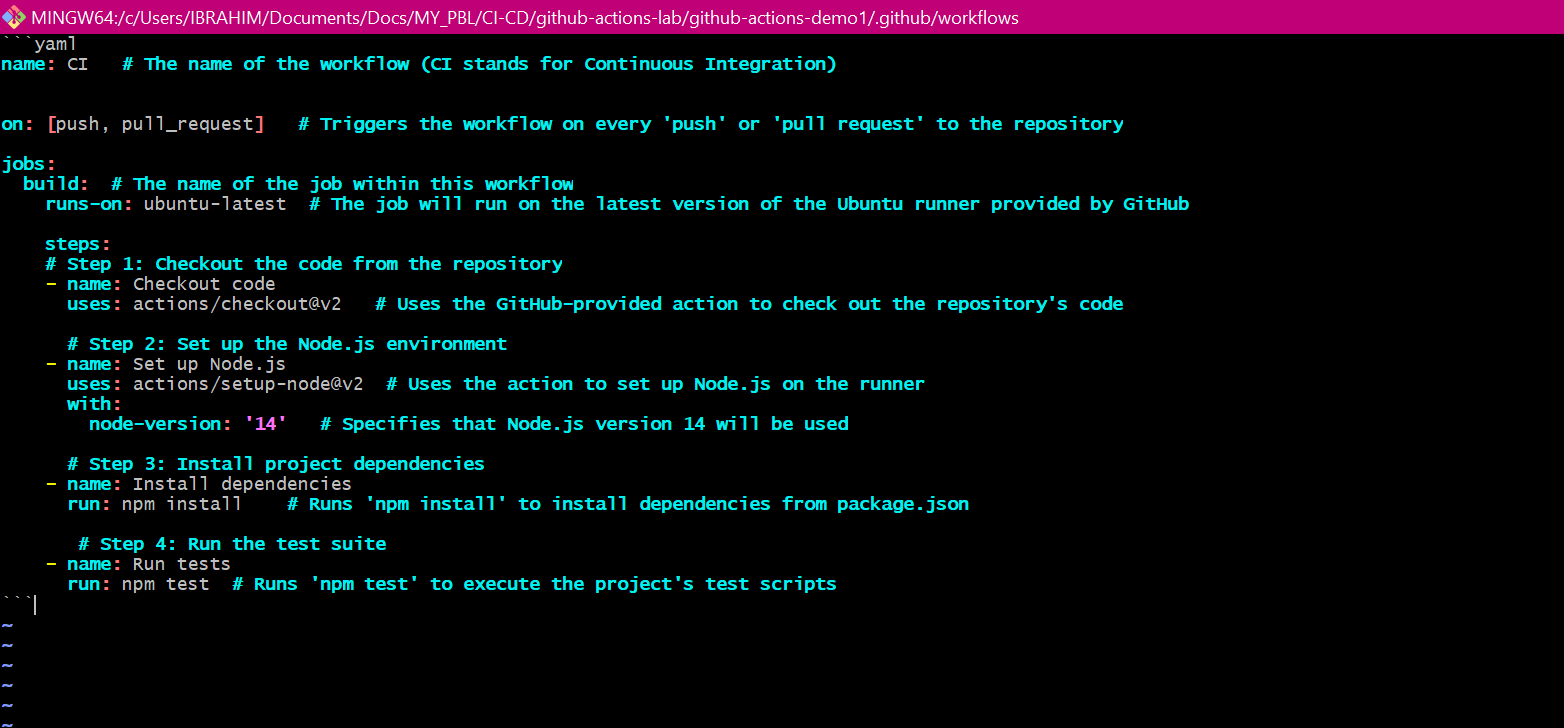 MINGW64:/c/Users/IBRAHIM/Documents/Docs/MY_PBL/CI-CD/github-actions-lab/github-actions-demo1/.github/workflows
```yaml
name: CI   # The name of the workflow (CI stands for Continuous Integration)
on: [push, pull_request]   # Triggers the workflow on every 'push' or 'pull request' to the repository
jobs:
  build:  # The name of the job within this workflow
    runs-on: ubuntu-latest  # The job will run on the latest version of the Ubuntu runner provided by GitHub
    steps:
    # Step 1: Checkout the code from the repository
    - name: Checkout code
      uses: actions/checkout@v2   # Uses the GitHub-provided action to check out the repository's code
      # Step 2: Set up the Node.js environment
    - name: Set up Node.js
      uses: actions/setup-node@v2  # Uses the action to set up Node.js on the runner
      with:
        node-version: '14'   # Specifies that Node.js version 14 will be used
      # Step 3: Install project dependencies
    - name: Install dependencies
      run: npm install    # Runs 'npm install' to install dependencies from package.json
       # Step 4: Run the test suite
    - name: Run tests
      run: npm test  # Runs 'npm test' to execute the project's test scripts
```
~
~
~
~
~
~